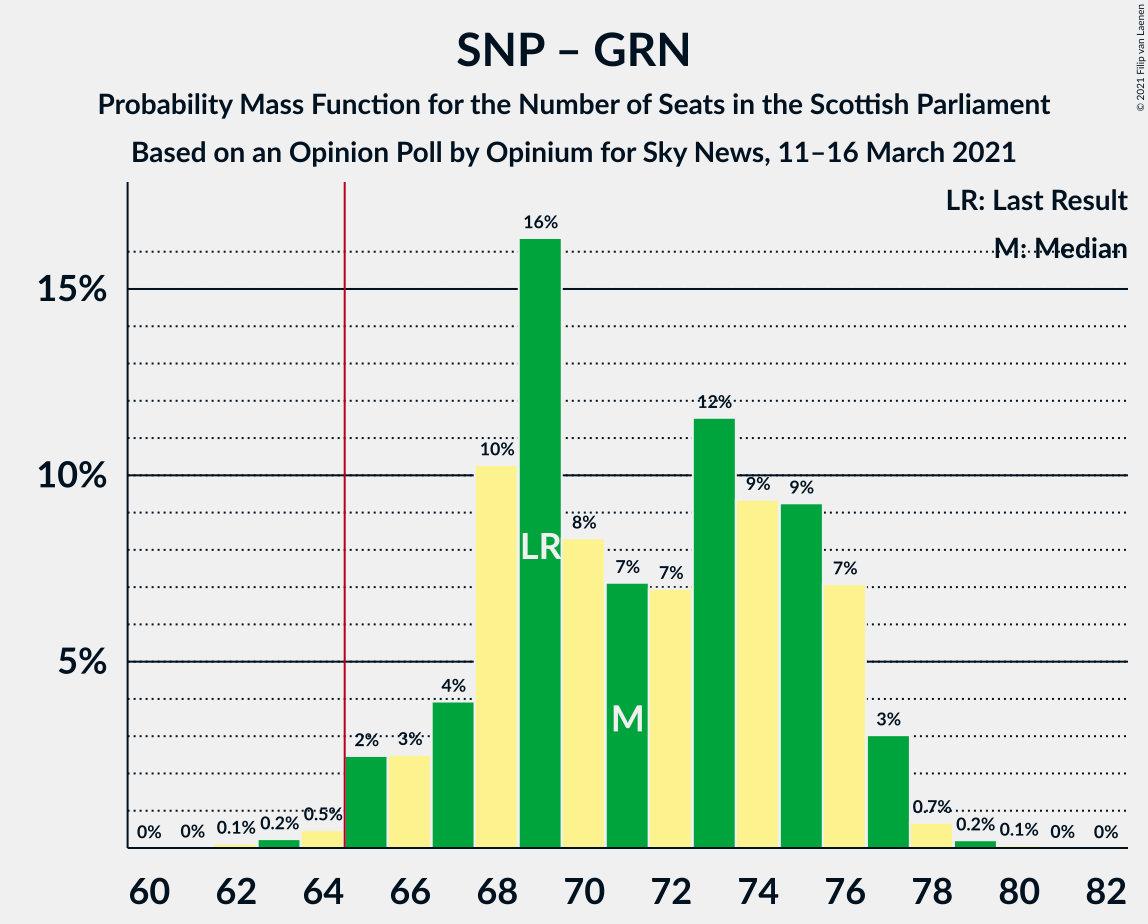 SNP – GRN
Probability Mass Function for the Number of Seats in the Scottish Parliament
Based on an Opinion Poll by Opinium for Sky News, 11–16 March 2021
© 2021 Filip van Laenen
LR: Last Result
M: Median
15%
10%
5%
0%
0%
0.1%
0.2%
0.5%
2%
3%
4%
10%
16%
8%
7%
7%
12%
9%
9%
7%
3%
0.7%
0.2%
0.1%
0%
0%
LR
M
60 62 64 66 68 70 72 74 76 78 80 82